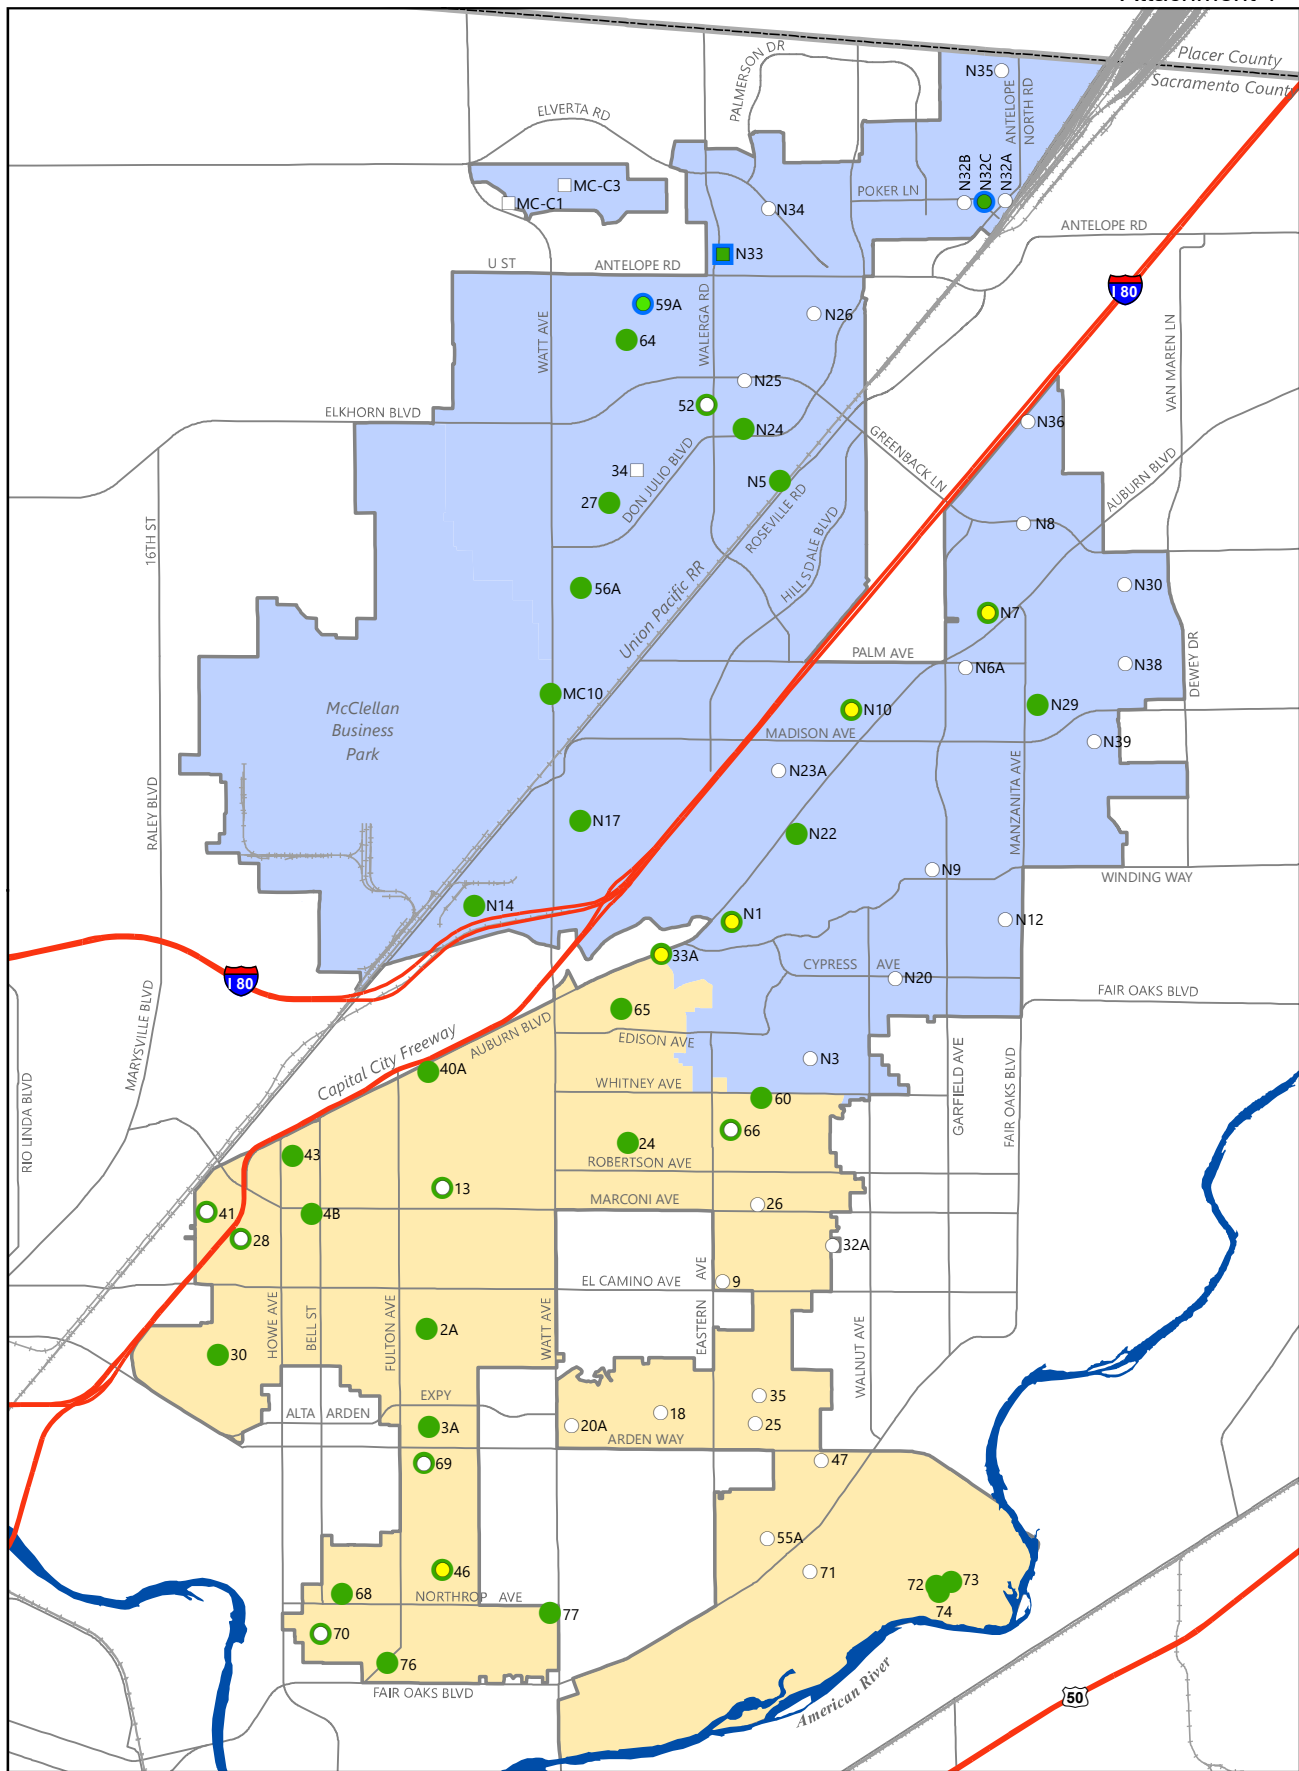 Placer County
Sacramento County
N35
PALMERSON DR
ANTELOPE
NORTH RD
ELVERTA RD
N32B
N32C
N32A
MC-C3
MC-C1
POKER LN
N34
ANTELOPE RD
N33
U ST
ANTELOPE RD
I 80
59A
N26
64
WATT AVE
WALERGA RD
VAN MAREN LN
N25
ELKHORN BLVD
52
N24
N36
GREENBACK LN
AUBURN BLVD
34
DON JULIO BLVD
N5
27
ROSEVILLE RD
N8
16TH ST
HILLSDALE BLVD
56A
N30
Union Pacific RR
N7
PALM AVE
N6A
N38
DEWEY DR
MC10
McClellan
Business
Park
N10
N29
MADISON AVE
N39
N23A
RALEY BLVD
MANZANITA AVE
N17
N22
N9
WINDING WAY
N14
N1
N12
33A
CYPRESS AVE
I 80
N20
FAIR OAKS BLVD
MARYSVILLE BLVD
65
AUBURN BLVD
EDISON AVE
Capital City Freeway
N3
40A
WHITNEY AVE
GARFIELD AVE
FAIR OAKS BLVD
RIO LINDA BLVD
60
66
24
43
ROBERTSON AVE
13
MARCONI AVE
26
41
4B
28
32A
EL CAMINO AVE
EASTERN AVE
9
HOWE AVE
BELL ST
FULTON AVE
WATT AVE
2A
30
WALNUT AVE
EXPY
35
ALTA ARDEN
3A
20A
18
25
ARDEN WAY
69
47
55A
46
71
72
73
74
68
NORTHROP AVE
77
70
76
FAIR OAKS BLVD
American River
50